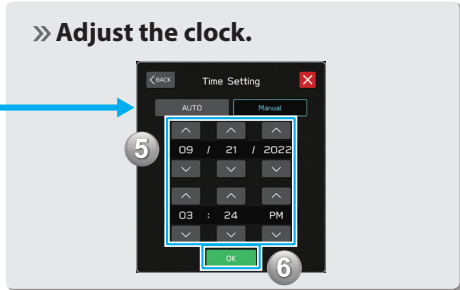 » Adjust the clock.
BACK Time Setting
AUTO Manual
5
09 / 21 / 2022
03 : 24 PM
OK
6